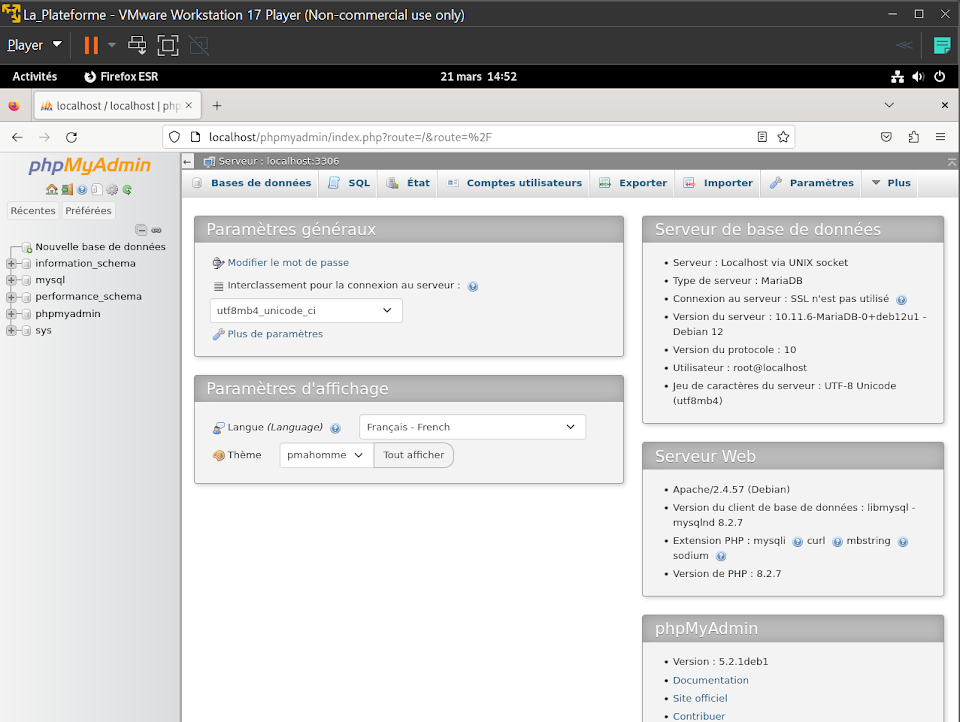 La_Plateforme - VMware Workstation 17 Player (Non-commercial use only)
Player
Activités Firefox ESR 21 mars 14:52
localhost / localhost | php
localhost/phpmyadmin/index.php?route=/&route=%2F
phpMyAdmin
Récentes Préférées
Nouvelle base de données
information_schema
mysql
performance_schema
phpmyadmin
sys
Serveur : localhost:3306
Bases de données SQL État Comptes utilisateurs Exporter Importer Paramètres Plus
Paramètres généraux
Modifier le mot de passe
Interclassement pour la connexion au serveur :
utf8mb4_unicode_ci
Plus de paramètres
Paramètres d'affichage
Langue (Language) Français - French
Thème pmahomme Tout afficher
Serveur de base de données
• Serveur : Localhost via UNIX socket
• Type de serveur : MariaDB
• Connexion au serveur : SSL n'est pas utilisé
• Version du serveur : 10.11.6-MariaDB-0+deb12u1 -
Debian 12
• Version du protocole : 10
• Utilisateur : root@localhost
• Jeu de caractères du serveur : UTF-8 Unicode
(utf8mb4)
Serveur Web
• Apache/2.4.57 (Debian)
• Version du client de base de données : libmysql -
mysqlnd 8.2.7
• Extension PHP : mysqli curl mbstring
sodium
• Version de PHP : 8.2.7
phpMyAdmin
• Version : 5.2.1deb1
• Documentation
• Site officiel
• Contribuer